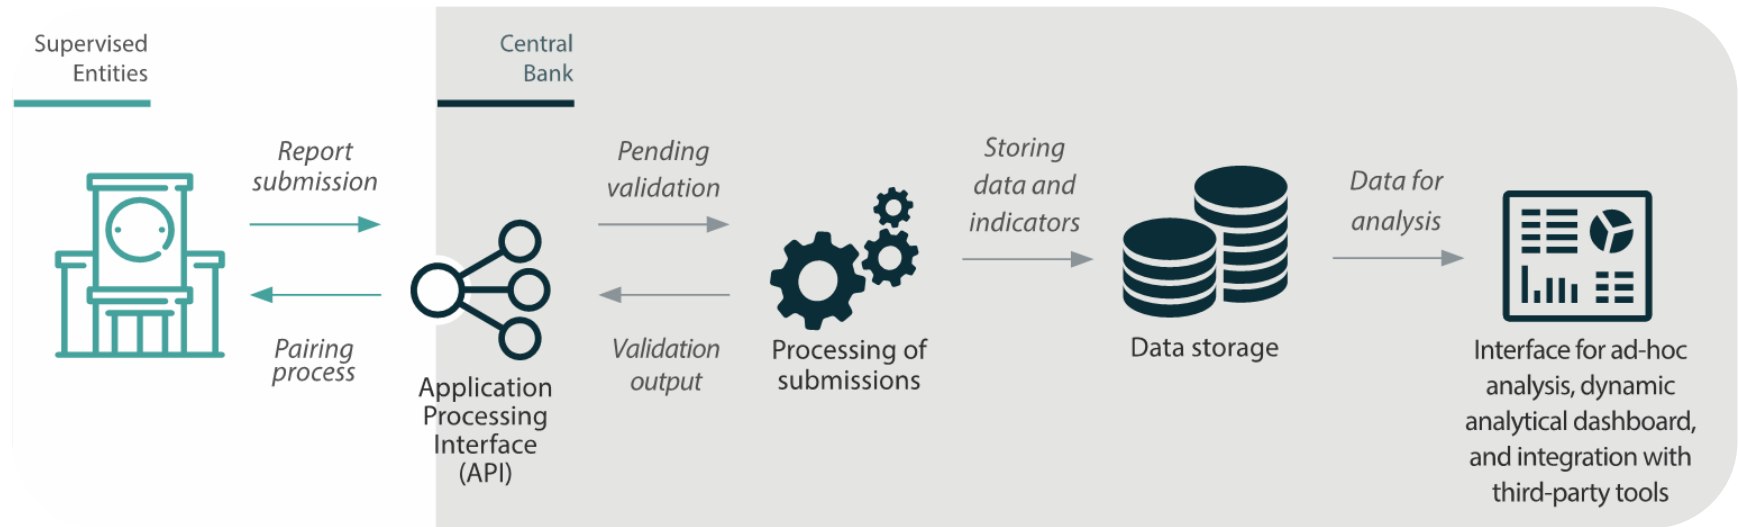 Supervised
Entities
Central
Bank
Report
submission
Pairing
process
Application
Processing
Interface
(API)
Pending
validation
Validation
output
Processing of
submissions
Storing
data and
indicators
Data storage
Data for
analysis
Interface for ad-hoc
analysis, dynamic
analytical dashboard,
and integration with
third-party tools